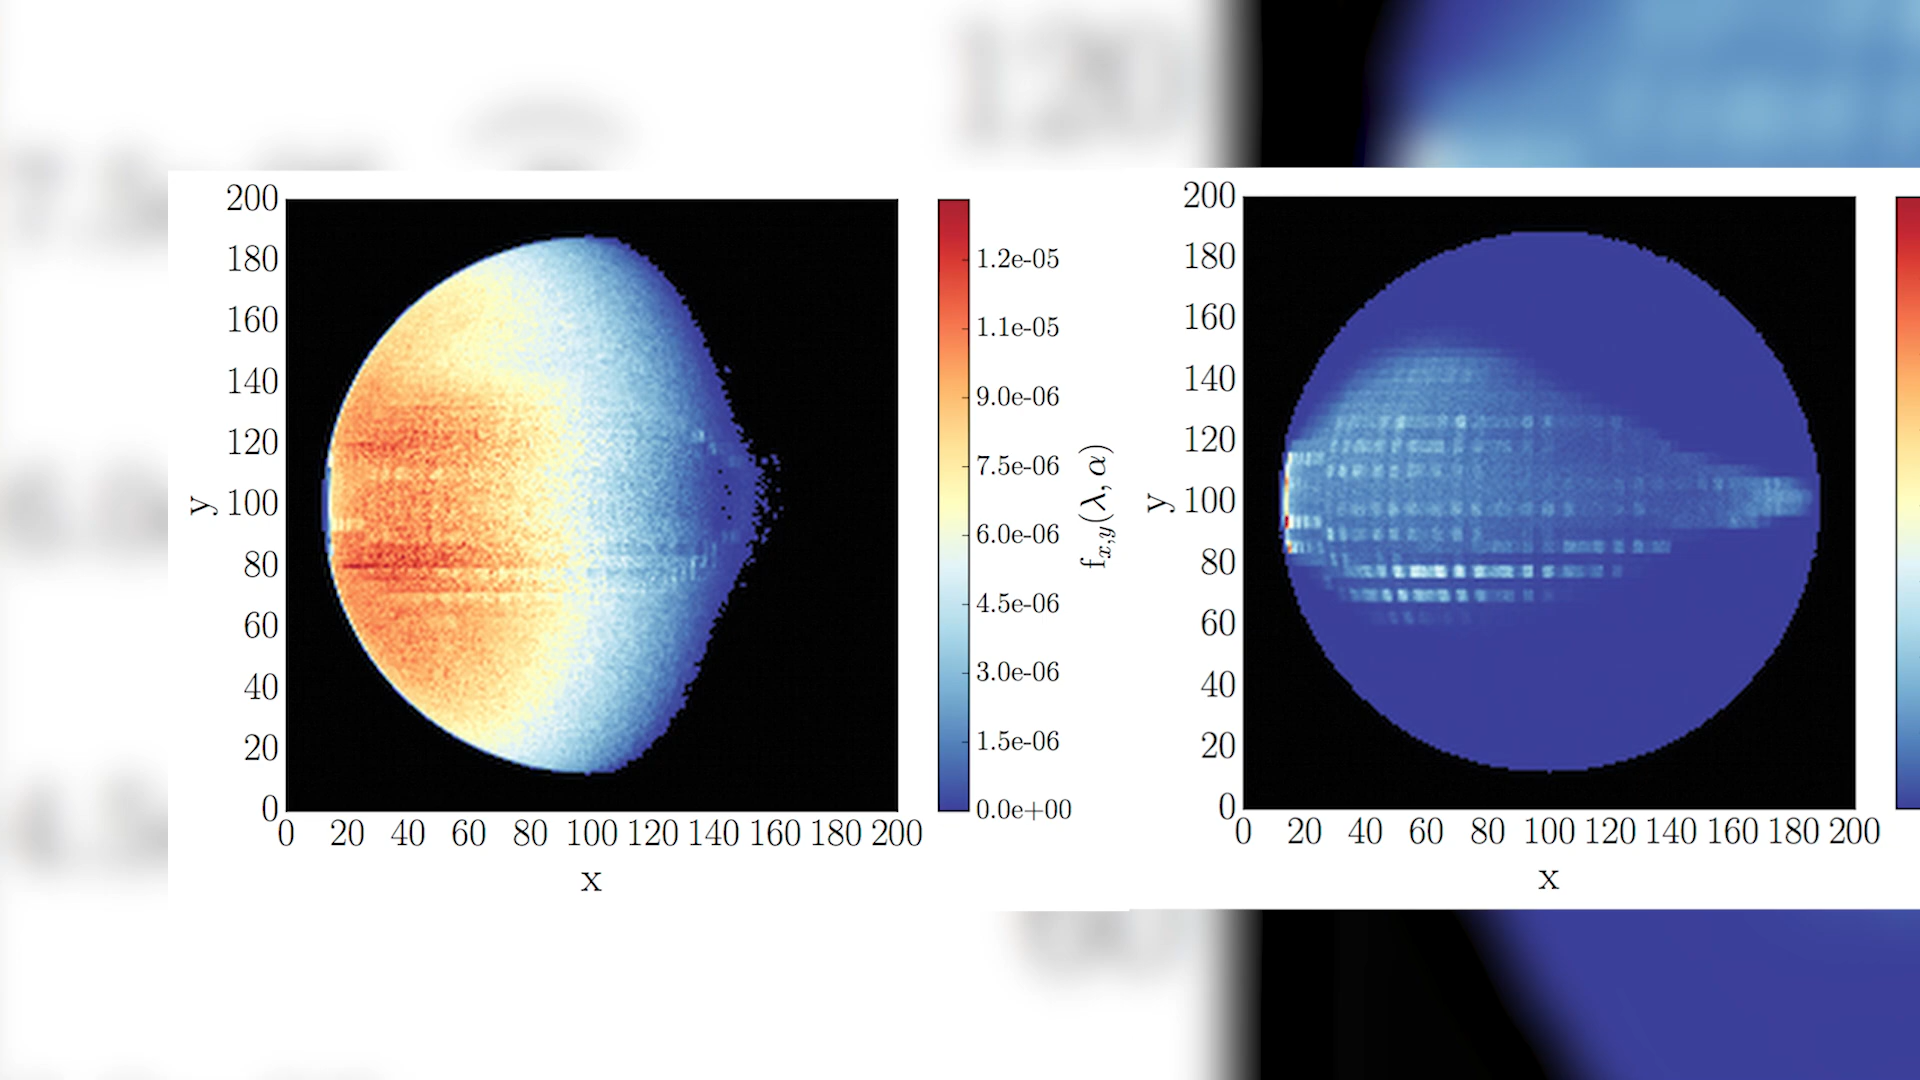 200
180
160
140
120
100
80
60
40
20
0
y
0 20 40 60 80 100 120 140 160 180 200
x
1.2e-05
1.1e-05
9.0e-06
7.5e-06
6.0e-06
4.5e-06
3.0e-06
1.5e-06
0.0e+00
f_{x,y}(λ, α)
200
180
160
140
120
100
80
60
40
20
0
y
0 20 40 60 80 100 120 140 160 180 200
x